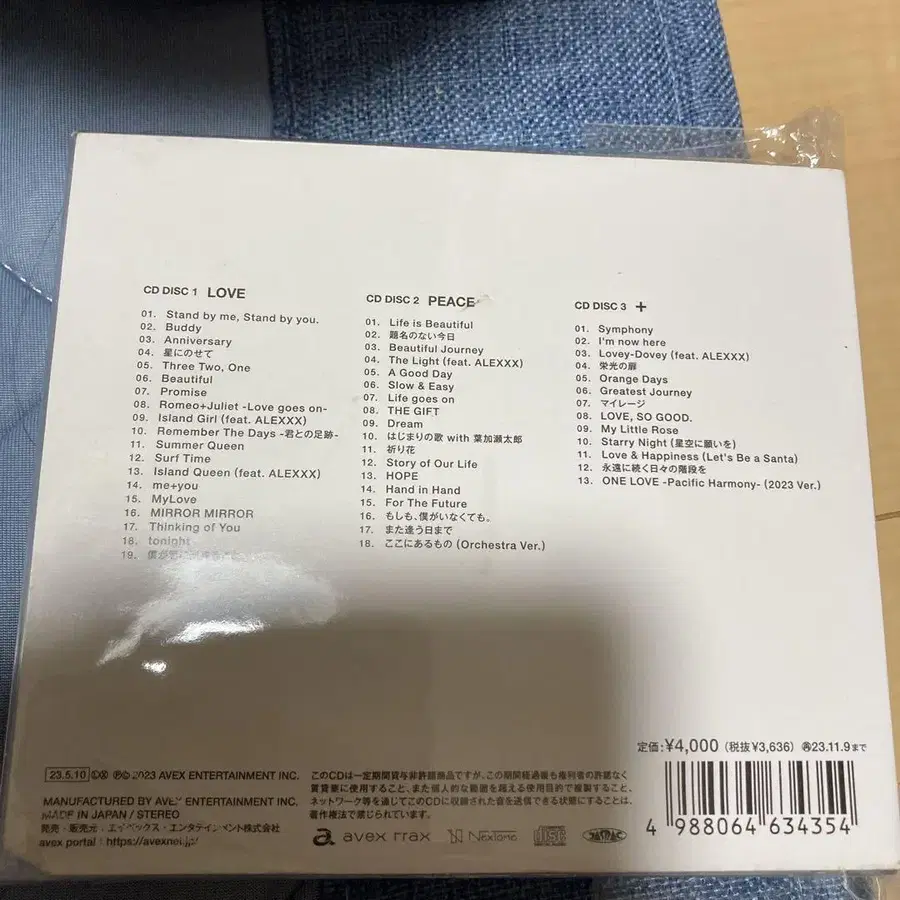 CD DISC 1 LOVE
01. Stand by me, Stand by you.
02. Buddy
03. Anniversary
04. 星にのせて
05. Three Two, One
06. Beautiful
07. Promise
08. Romeo+Juliet -Love goes on-
09. Island Girl (feat. ALEXXX)
10. Remember The Days -君との足跡-
11. Summer Queen
12. Surf Time
13. Island Queen (feat. ALEXXX)
14. me+you
15. MyLove
16. MIRROR MIRROR
17. Thinking of You
18. tonight
19. 僕が
CD DISC 2 PEACE
01. Life is Beautiful
02. 題名のない今日
03. Beautiful Journey
04. The Light (feat. ALEXXX)
05. A Good Day
06. Slow & Easy
07. Life goes on
08. THE GIFT
09. Dream
10. はじまりの歌 with 葉加瀬太郎
11. 祈り花
12. Story of Our Life
13. HOPE
14. Hand in Hand
15. For The Future
16. もしも、僕がいなくても。
17. また逢う日まで
18. ここにあるもの (Orchestra Ver.)
CD DISC 3 +
01. Symphony
02. I'm now here
03. Lovey-Dovey (feat. ALEXXX)
04. 栄光の扉
05. Orange Days
06. Greatest Journey
07. マイレージ
08. LOVE, SO GOOD.
09. My Little Rose
10. Starry Night (星空に願いを)
11. Love & Happiness (Let's Be a Santa)
12. 永遠に続く日々の階段を
13. ONE LOVE -Pacific Harmony- (2023 Ver.)
定価:¥4,000 (税抜¥3,636) 再23.11.9まで
23.5.10 ⓁⓍ Ⓟ© 2023 AVEX ENTERTAINMENT INC.
MANUFACTURED BY AVEX ENTERTAINMENT INC.
MADE IN JAPAN / STEREO
発売・販売元:エイベックス・エンタテインメント株式会社
avex portal : https://avexnet.jp/
このCDは一定期間貸与非許諾商品ですが、この期間経過後も権利者の許諾なく
賃貸業に使用すること、また個人的な範囲を超える使用目的で複製すること、
ネットワーク等を通じてこのCDに収録された音を送信できる状態にすることは、
著作権法で禁じられています。
avex trax
NexTone
COMPACT disc DIGITAL AUDIO
JASRAC
4 988064 634354